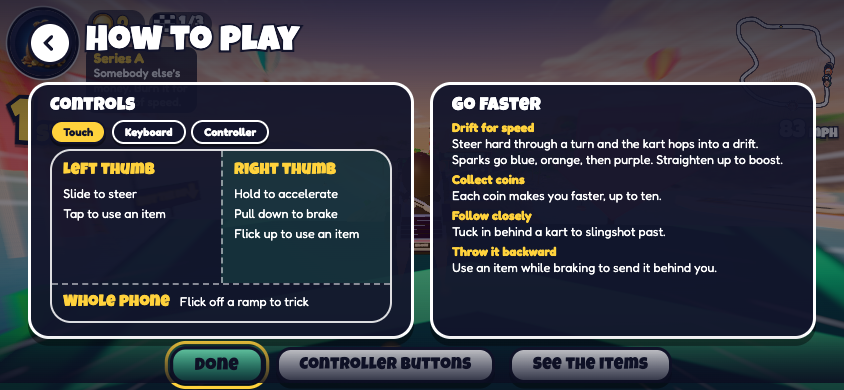 HOW TO PLAY
1/3
Series A
Somebody else's
CONTROLS
Touch
Keyboard
Controller
LEFT THUMB
Slide to steer
Tap to use an item
RIGHT THUMB
Hold to accelerate
Pull down to brake
Flick up to use an item
WHOLE PHONE Flick off a ramp to trick
GO FASTER
Drift for speed
Steer hard through a turn and the kart hops into a drift.
Sparks go blue, orange, then purple. Straighten up to boost.
Collect coins
Each coin makes you faster, up to ten.
Follow closely
Tuck in behind a kart to slingshot past.
Throw it backward
Use an item while braking to send it behind you.
83 MPH
DONE
CONTROLLER BUTTONS
SEE THE ITEMS